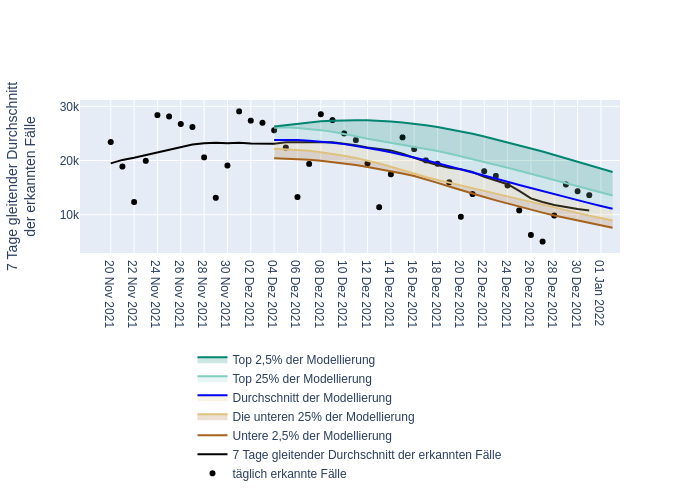 7 Tage gleitender Durchschnitt
der erkannten Fälle
30k
20k
10k
20 Nov 2021
22 Nov 2021
24 Nov 2021
26 Nov 2021
28 Nov 2021
30 Nov 2021
02 Dez 2021
04 Dez 2021
06 Dez 2021
08 Dez 2021
10 Dez 2021
12 Dez 2021
14 Dez 2021
16 Dez 2021
18 Dez 2021
20 Dez 2021
22 Dez 2021
24 Dez 2021
26 Dez 2021
28 Dez 2021
30 Dez 2021
01 Jan 2022
Top 2,5% der Modellierung
Top 25% der Modellierung
Durchschnitt der Modellierung
Die unteren 25% der Modellierung
Untere 2,5% der Modellierung
7 Tage gleitender Durchschnitt der erkannten Fälle
täglich erkannte Fälle